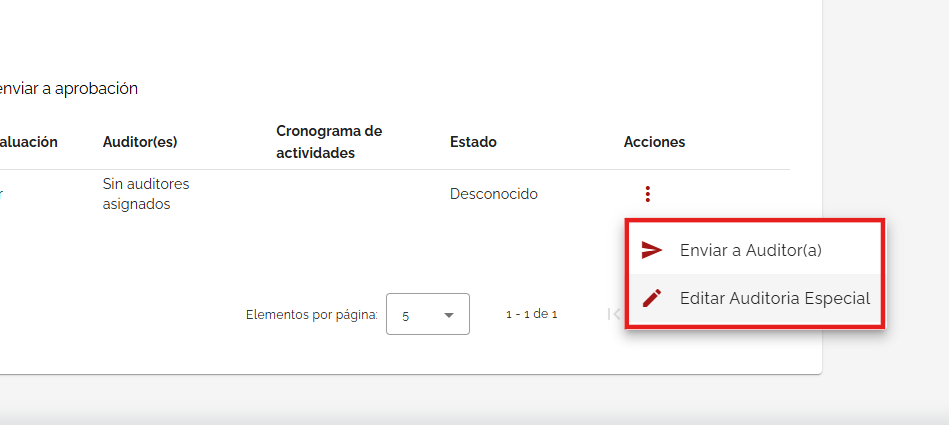 enviar a aprobación
Cronograma de
aluación Auditor(es) Estado Acciones
actividades
Sin auditores
r Desconocido
asignados
Enviar a Auditor(a)
Editar Auditoria Especial
Elementos por página: 5 1 - 1 de 1